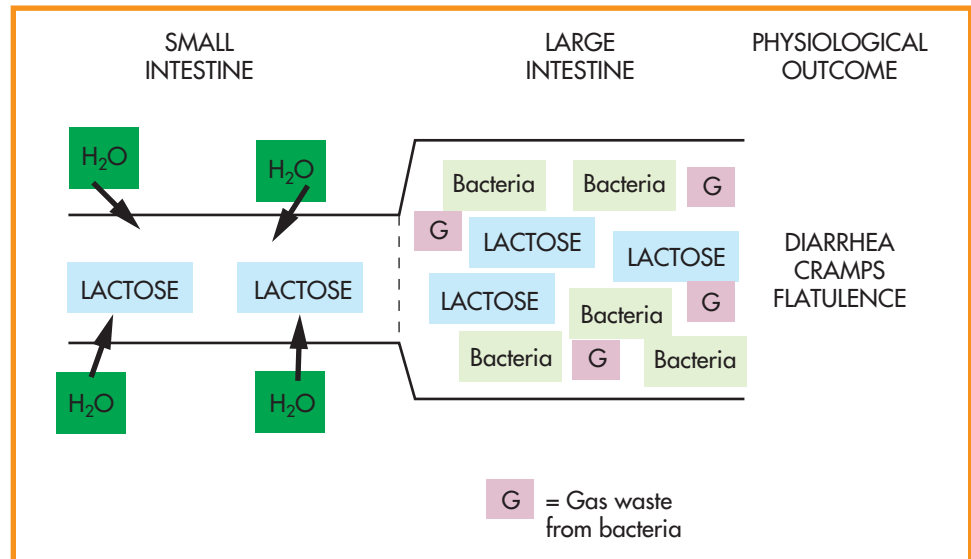 SMALL
INTESTINE
LARGE
INTESTINE
PHYSIOLOGICAL
OUTCOME
H₂O
H₂O
Bacteria
Bacteria
G
G
LACTOSE
LACTOSE
DIARRHEA
CRAMPS
FLATULENCE
LACTOSE
LACTOSE
LACTOSE
G
Bacteria
Bacteria
G
Bacteria
H₂O
H₂O
G = Gas waste
from bacteria